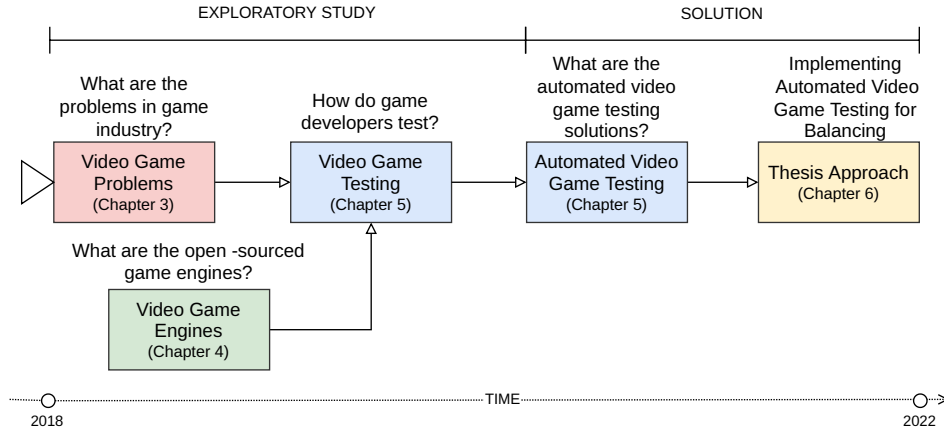 EXPLORATORY STUDY
SOLUTION
What are the
problems in game
industry?
How do game
developers test?
What are the
automated video
game testing
solutions?
Implementing
Automated Video
Game Testing for
Balancing
Video Game
Problems
(Chapter 3)
Video Game
Testing
(Chapter 5)
Automated Video
Game Testing
(Chapter 5)
Thesis Approach
(Chapter 6)
What are the open -sourced
game engines?
Video Game
Engines
(Chapter 4)
TIME
2018
2022